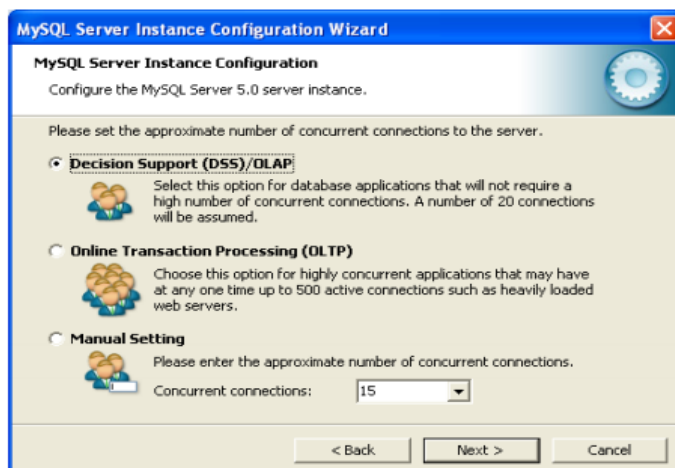 MySQL Server Instance Configuration Wizard
MySQL Server Instance Configuration
Configure the MySQL Server 5.0 server instance.
Please set the approximate number of concurrent connections to the server.
Decision Support (DSS)/OLAP
Select this option for database applications that will not require a
high number of concurrent connections. A number of 20 connections
will be assumed.
Online Transaction Processing (OLTP)
Choose this option for highly concurrent applications that may have
at any one time up to 500 active connections such as heavily loaded
web servers.
Manual Setting
Please enter the approximate number of concurrent connections.
Concurrent connections: 15
< Back Next > Cancel